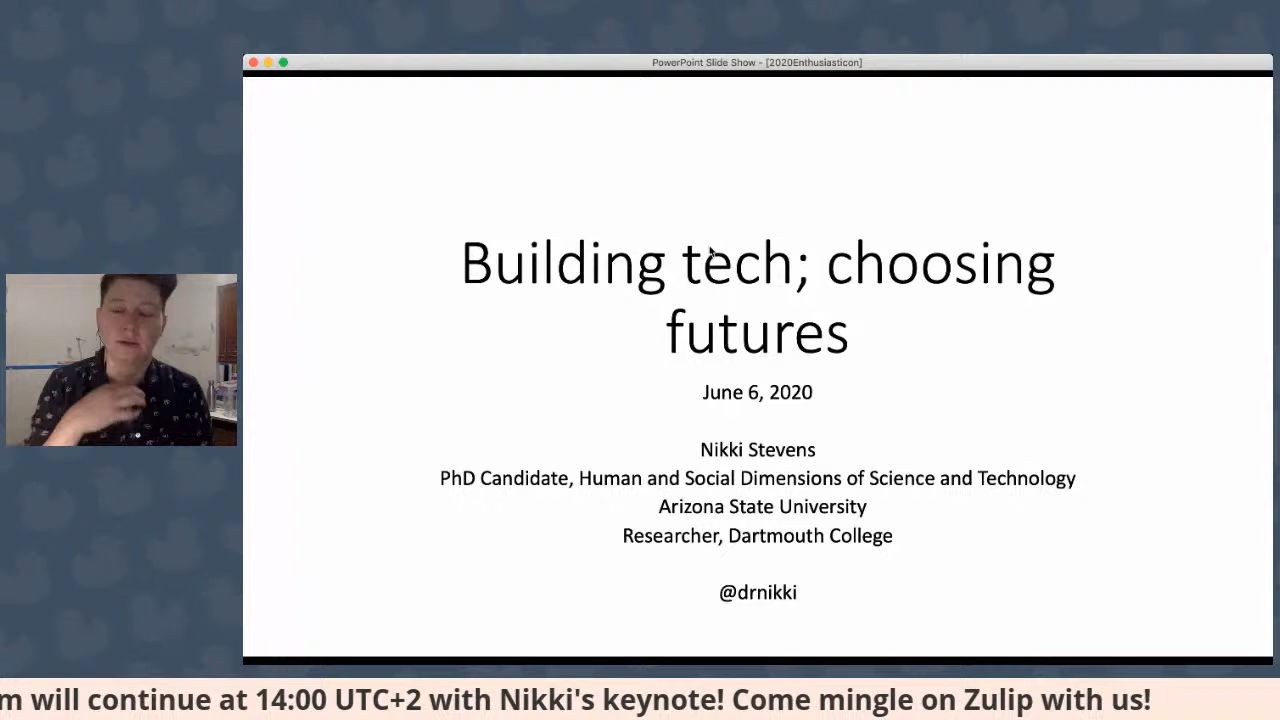 PowerPoint Slide Show - [2020Enthusiasticon]
Building tech; choosing
futures
June 6, 2020
Nikki Stevens
PhD Candidate, Human and Social Dimensions of Science and Technology
Arizona State University
Researcher, Dartmouth College
@drnikki
m will continue at 14:00 UTC+2 with Nikki's keynote! Come mingle on Zulip with us!